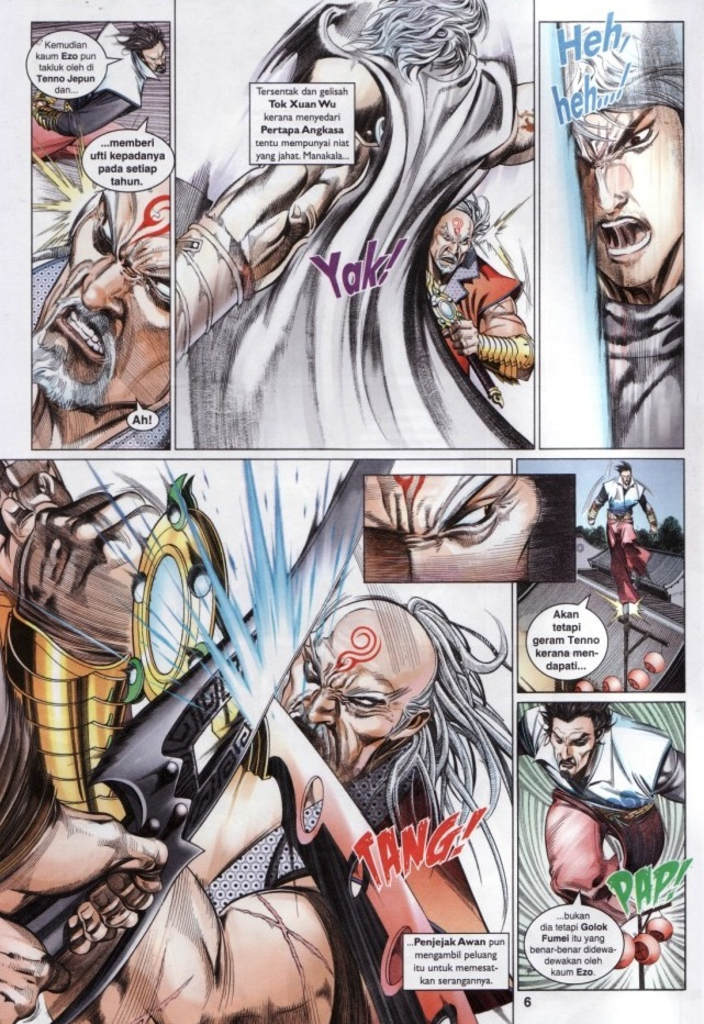 Kemudian
kaum Ezo pun
takluk oleh di
Tenno Jepun
dan...
...memberi
ufti kepadanya
pada setiap
tahun.
Ah!
Tersentak dan gelisah
Tok Xuan Wu
kerana menyedari
Pertapa Angkasa
tentu mempunyai niat
yang jahat. Manakala...
Yak!
Heh,
heh....!
TANG!
...Penjejak Awan pun
mengambil peluang
itu untuk memesat-
kan serangannya.
Akan
tetapi
geram Tenno
kerana men-
dapati...
PAP!
...bukan
dia tetapi Golok
Fumei itu yang
benar-benar didewa-
dewakan oleh
kaum Ezo.
6